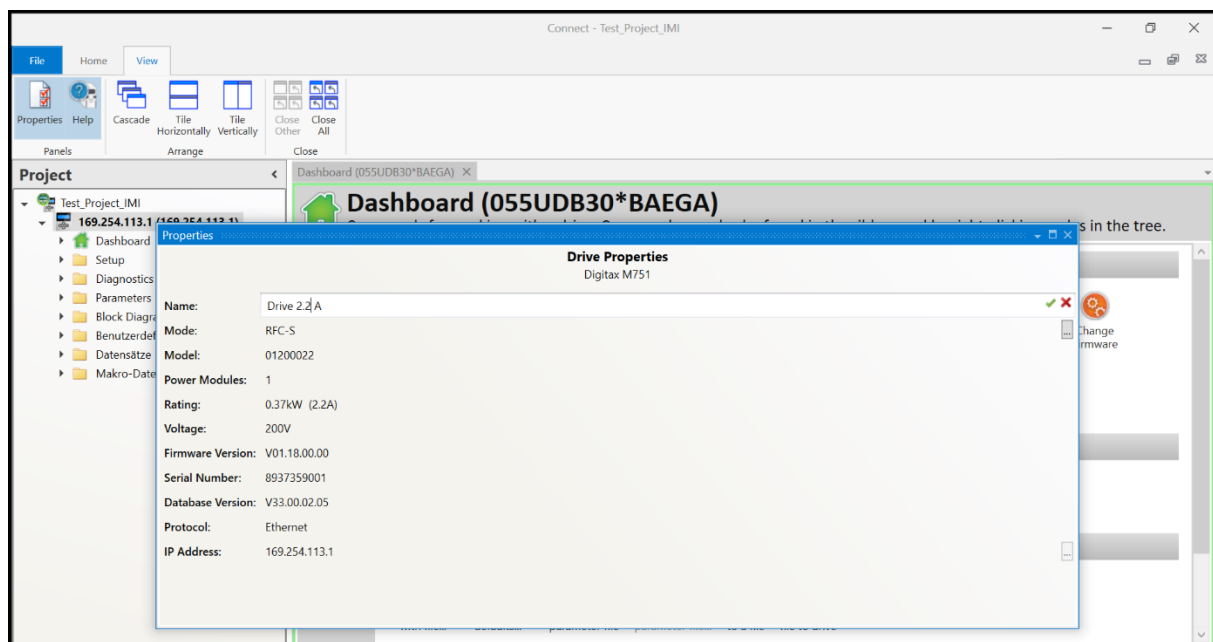 Connect - Test_Project_IMI
File Home View
Properties Help Cascade Tile Horizontally Tile Vertically Close Other Close All
Panels Arrange Close
Project
Dashboard (055UDB30*BAEGA)
Test_Project_IMI
169.254.113.1 (169.254.113.1)
Dashboard (055UDB30*BAEGA)
s in the tree.
Dashboard
Setup
Diagnostics
Parameters
Block Diagra
Benutzerdef
Datensätze
Makro-Date
Properties
Drive Properties
Digitax M751
Name: Drive 2.2 A
Mode: RFC-S
Model: 01200022
Power Modules: 1
Rating: 0.37kW (2.2A)
Voltage: 200V
Firmware Version: V01.18.00.00
Serial Number: 8937359001
Database Version: V33.00.02.05
Protocol: Ethernet
IP Address: 169.254.113.1
Change
rmware